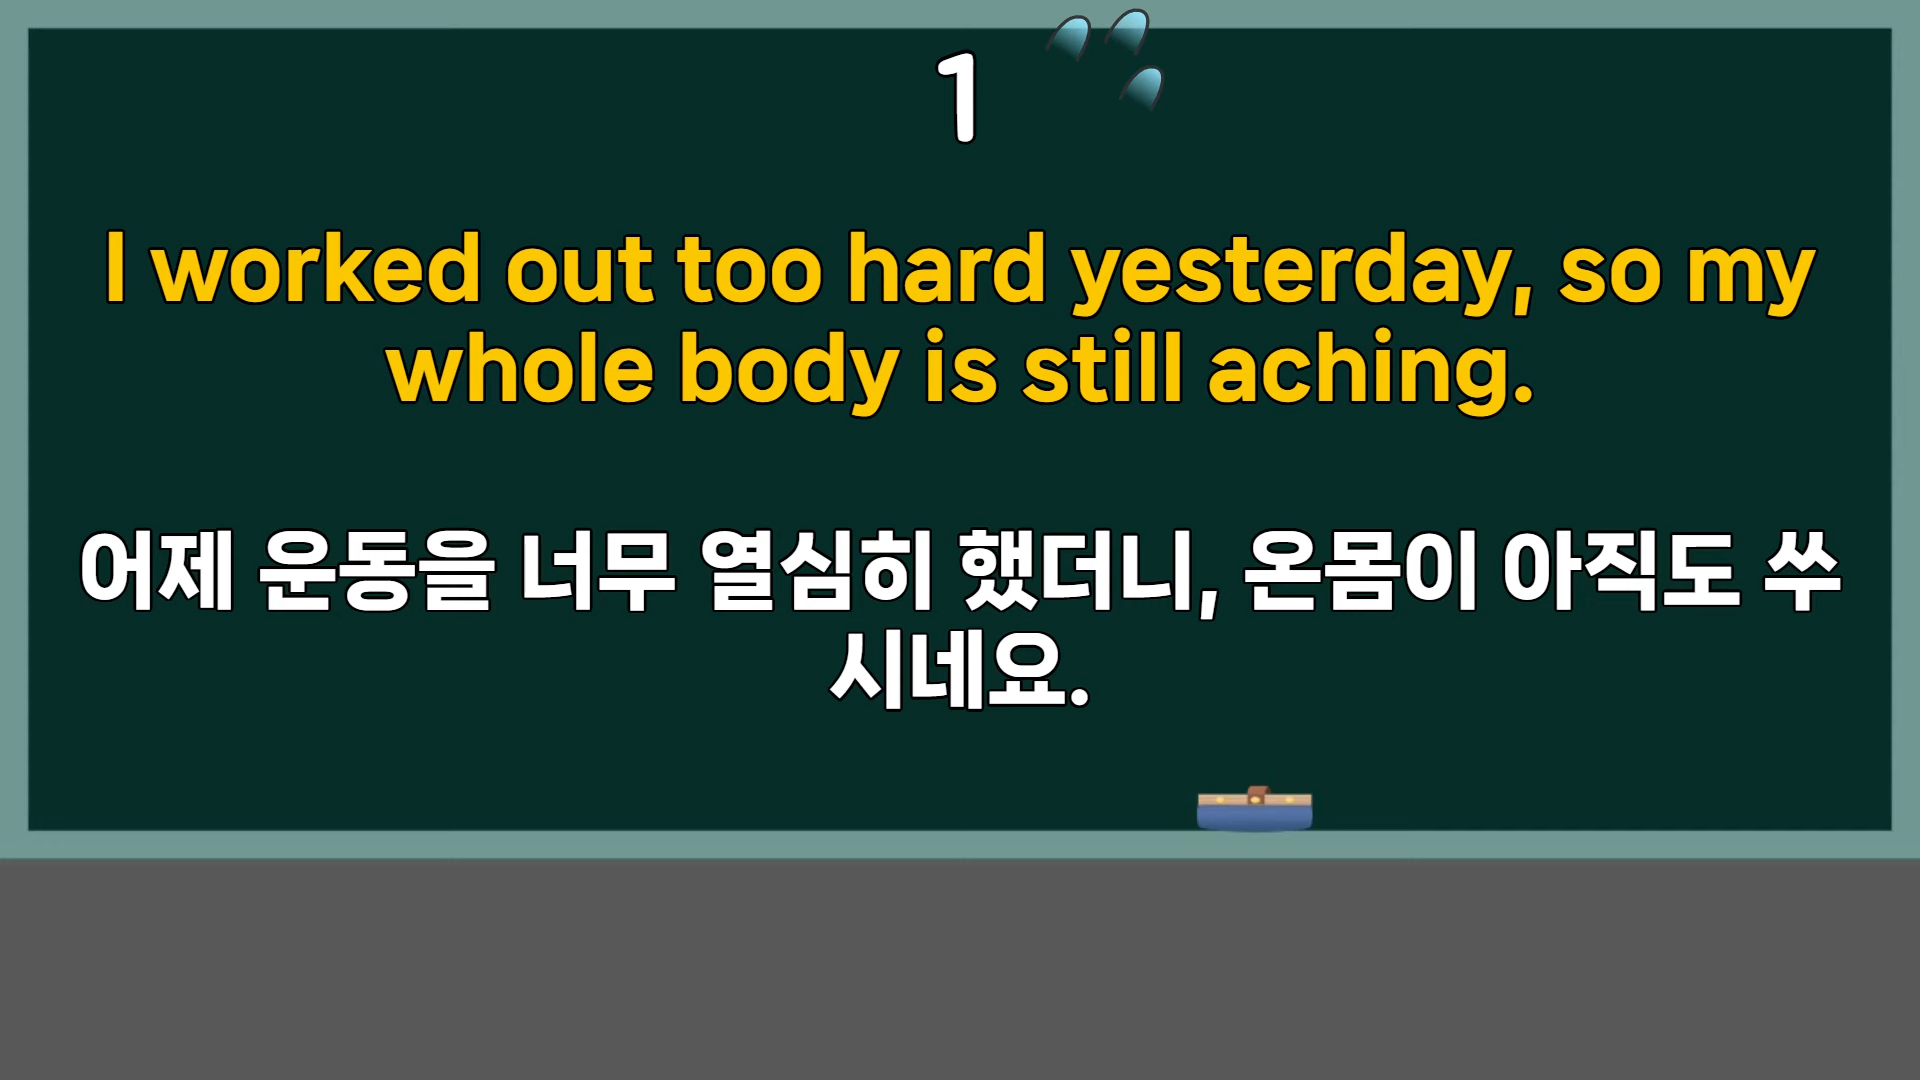 1
I worked out too hard yesterday, so my
whole body is still aching.
어제 운동을 너무 열심히 했더니, 온몸이 아직도 쑤
시네요.